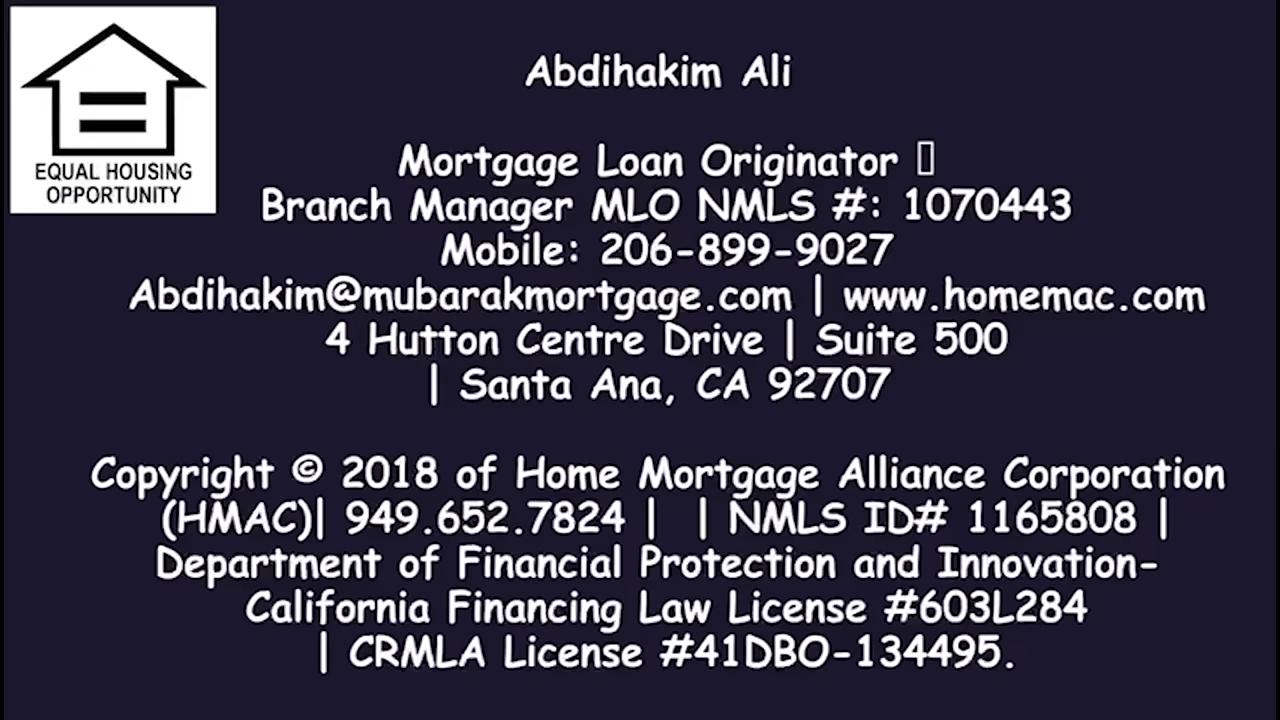 EQUAL HOUSING
OPPORTUNITY
Abdihakim Ali
Mortgage Loan Originator
Branch Manager MLO NMLS #: 1070443
Mobile: 206-899-9027
Abdihakim@mubarakmortgage.com | www.homemac.com
4 Hutton Centre Drive | Suite 500
| Santa Ana, CA 92707
Copyright © 2018 of Home Mortgage Alliance Corporation
(HMAC)| 949.652.7824 |  | NMLS ID# 1165808 |
Department of Financial Protection and Innovation-
California Financing Law License #603L284
| CRMLA License #41DBO-134495.